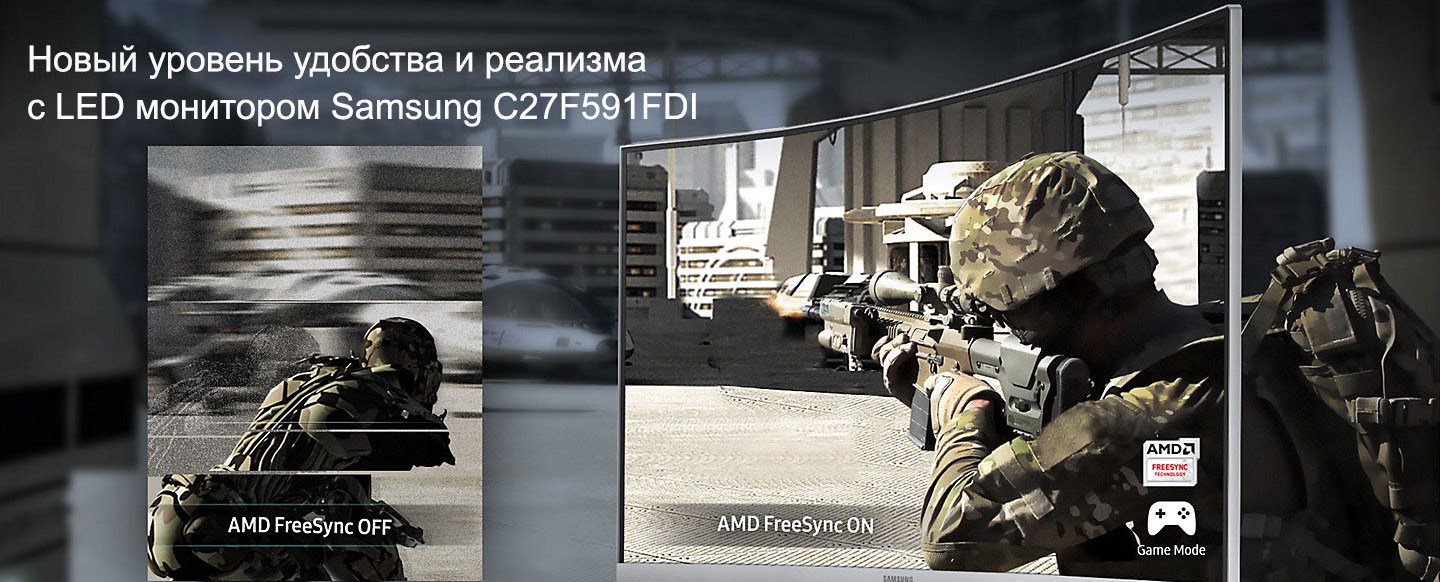 Новый уровень удобства и реализма
с LED монитором Samsung C27F591FDI
AMD FreeSync OFF
AMD FreeSync ON
AMD
FREESYNC
TECHNOLOGY
Game Mode
SAMSUNG